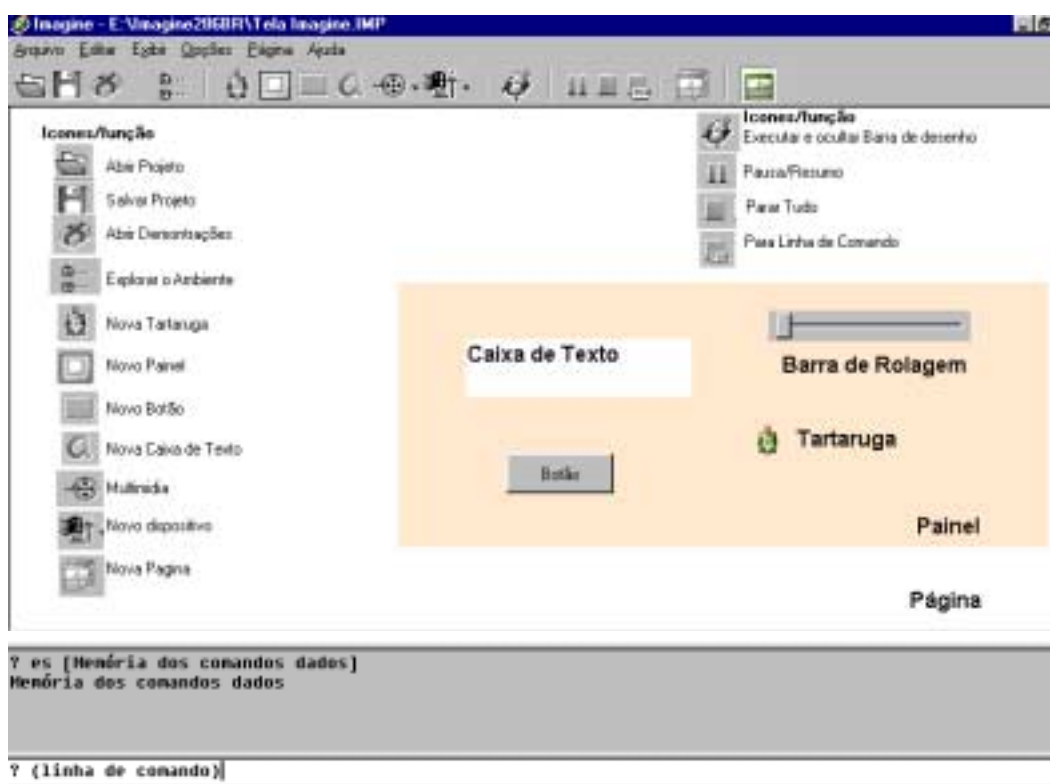 Imagine - E:\Imagine2868R\Tela Imagine.IMP
Arquivo Editar Exibir Opções Página Ajuda
Icones/função
Abrir Projeto
Salvar Projeto
Abrir Demontrações
Explorar o Ambiente
Nova Tartaruga
Novo Painel
Novo Botão
Nova Caixa de Texto
Multimidia
Novo dispositivo
Nova Pagina
Icones/função
Executar e ocultar Barra de desenho
Pausa/Resumo
Parar Tudo
Para Linha de Comando
Caixa de Texto
Barra de Rolagem
Tartaruga
Botão
Painel
Página
? es [Memória dos comandos dados]
Memória dos comandos dados
? (linha de comando)